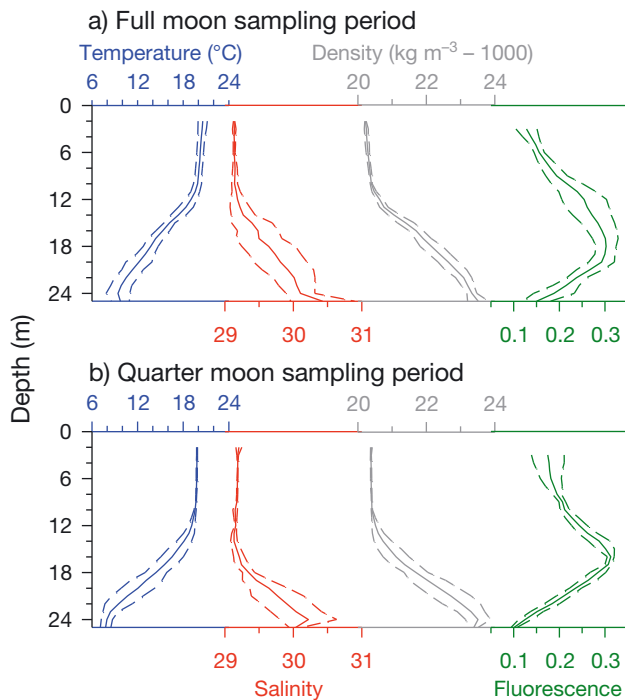 a) Full moon sampling period
Temperature (°C) Density (kg m⁻³ – 1000)
6 12 18 24 20 22 24
0
6
12
18
24
29 30 31 0.1 0.2 0.3
Depth (m)
b) Quarter moon sampling period
6 12 18 24 20 22 24
0
6
12
18
24
29 30 31 0.1 0.2 0.3
Salinity Fluorescence